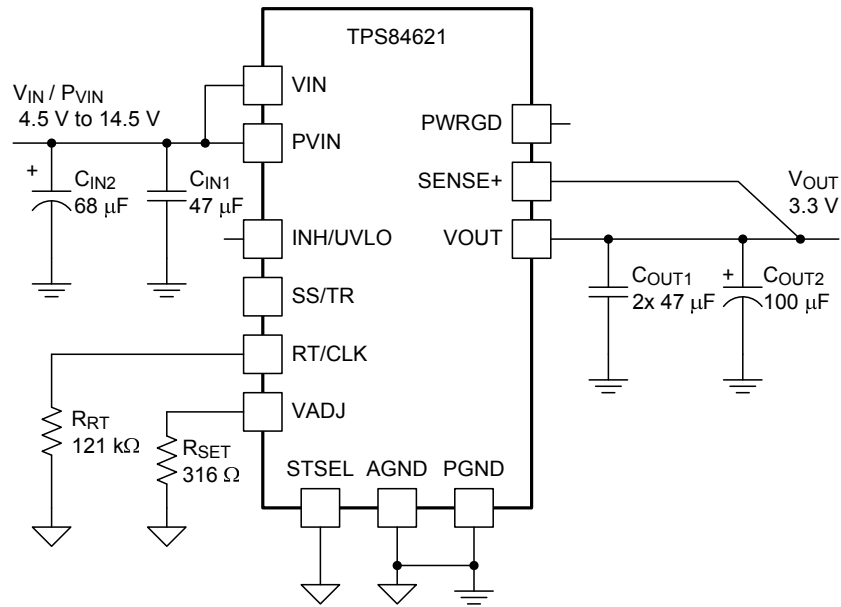 TPS84621
VIN
V_IN / P_VIN
4.5 V to 14.5 V
PWRGD
PVIN
SENSE+
+
C_IN2
68 μF
C_IN1
47 μF
V_OUT
3.3 V
INH/UVLO
VOUT
C_OUT1
2x 47 μF
+
C_OUT2
100 μF
SS/TR
RT/CLK
VADJ
R_RT
121 kΩ
R_SET
316 Ω
STSEL AGND PGND